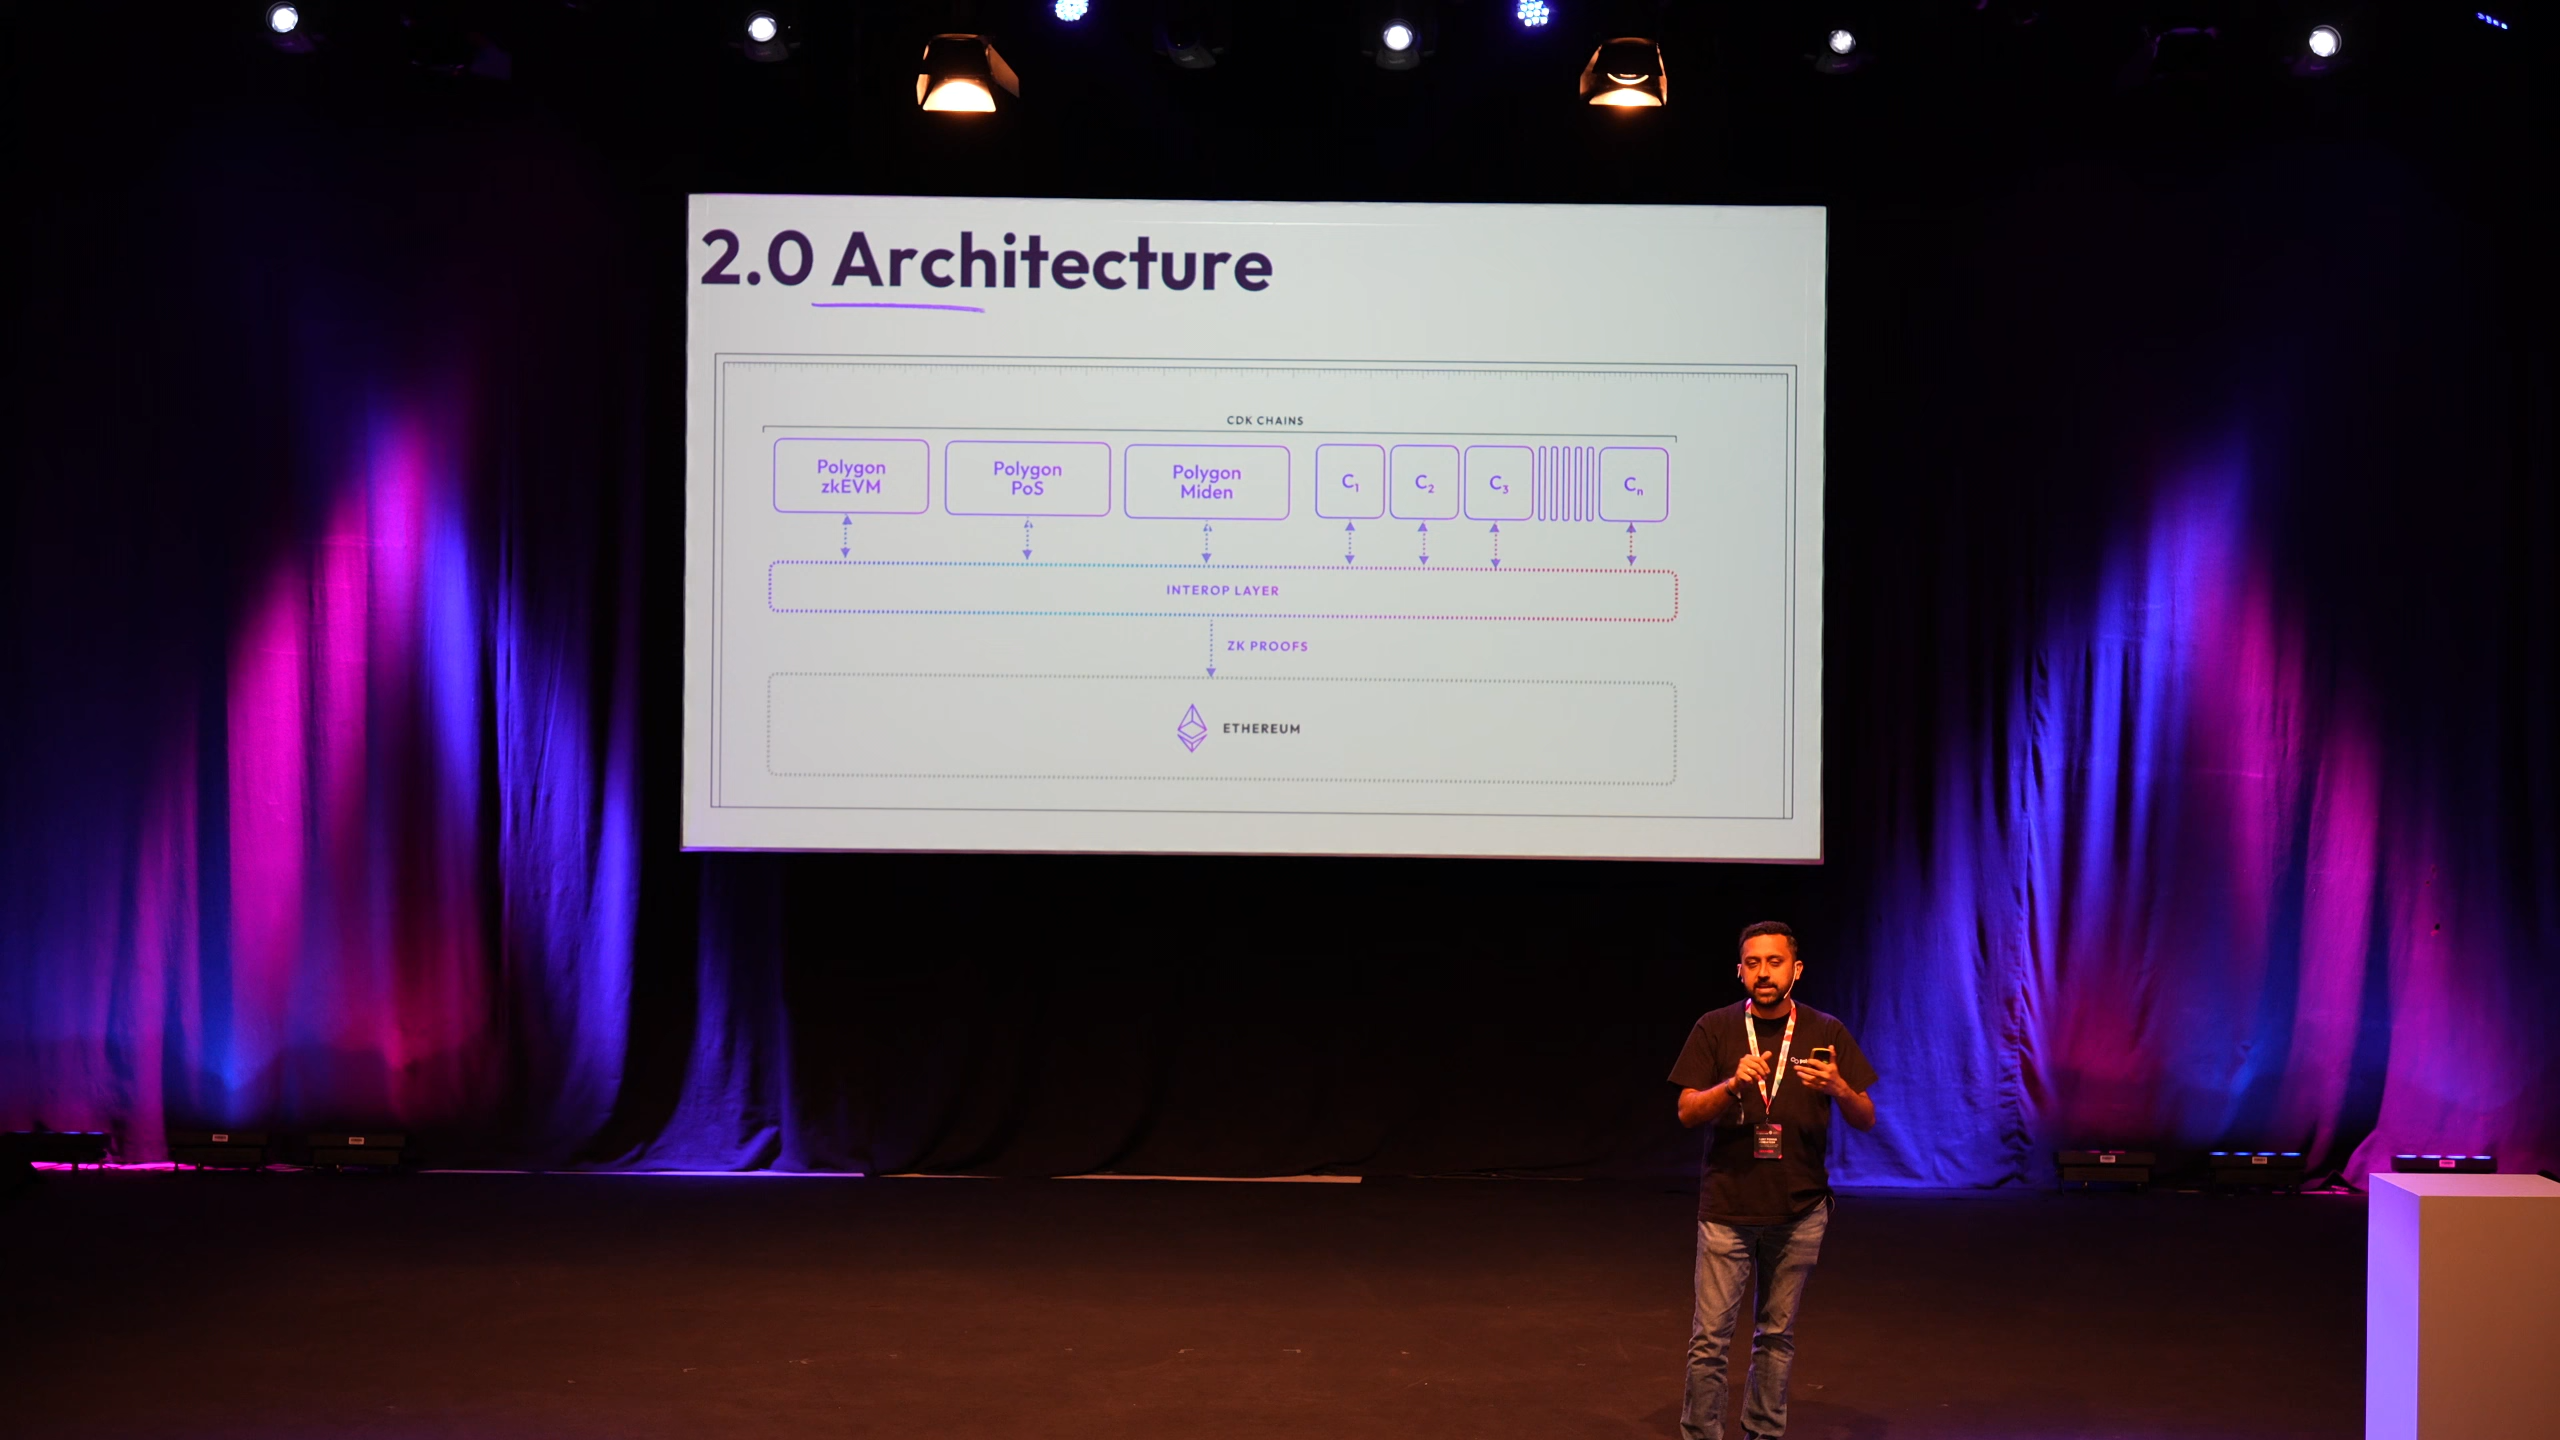 2.0 Architecture
CDK CHAINS
Polygon
zkEVM
Polygon
PoS
Polygon
Miden
C₁
C₂
C₃
Cₙ
INTEROP LAYER
ZK PROOFS
ETHEREUM